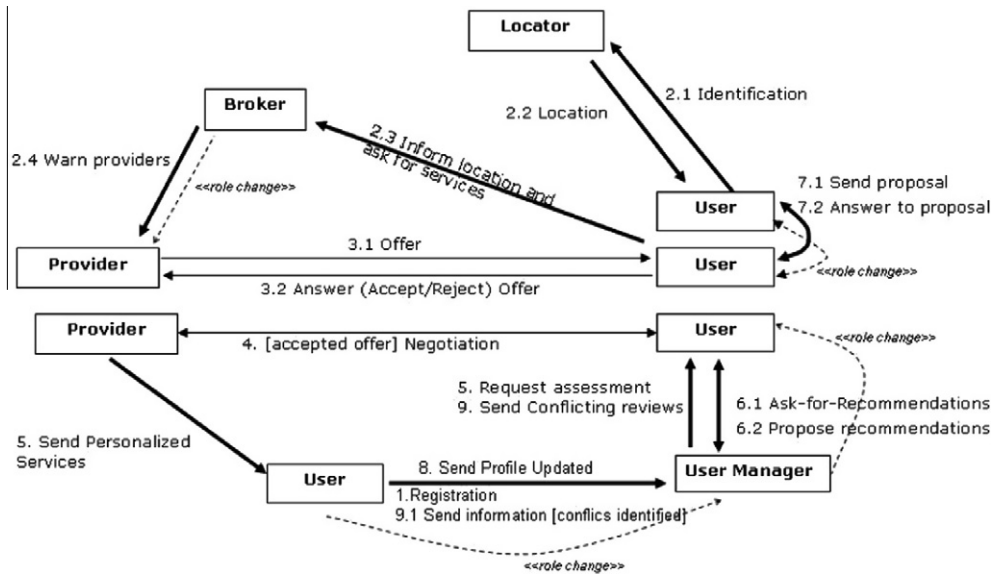 Locator
2.1 Identification
2.2 Location
Broker
2.3 Inform location and
ask for services
2.4 Warn providers
<<role change>>
7.1 Send proposal
7.2 Answer to proposal
User
Provider
3.1 Offer
User
<<role change>>
3.2 Answer (Accept/Reject) Offer
Provider
User
4. [accepted offer] Negotiation
<<role change>>
5. Request assessment
9. Send Conflicting reviews
6.1 Ask-for-Recommendations
6.2 Propose recommendations
5. Send Personalized
Services
User
8. Send Profile Updated
User Manager
1.Registration
9.1 Send information [conflics identified]
<<role change>>